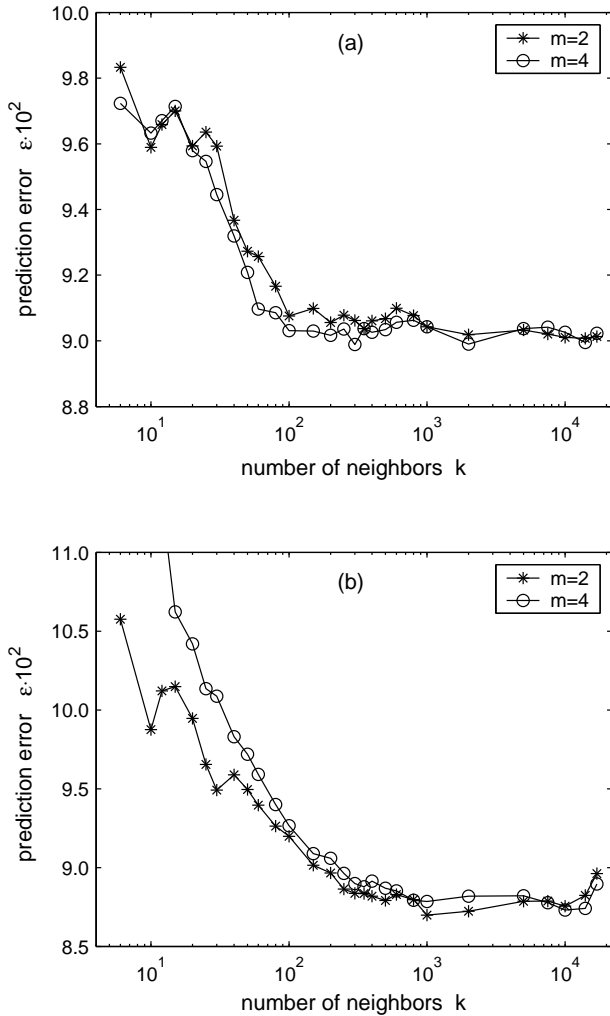 10.0
9.8
9.6
9.4
9.2
9.0
8.8
prediction error ε·10²
(a)
m=2
m=4
10¹ 10² 10³ 10⁴
number of neighbors k
11.0
10.5
10.0
9.5
9.0
8.5
prediction error ε·10²
(b)
m=2
m=4
10¹ 10² 10³ 10⁴
number of neighbors k